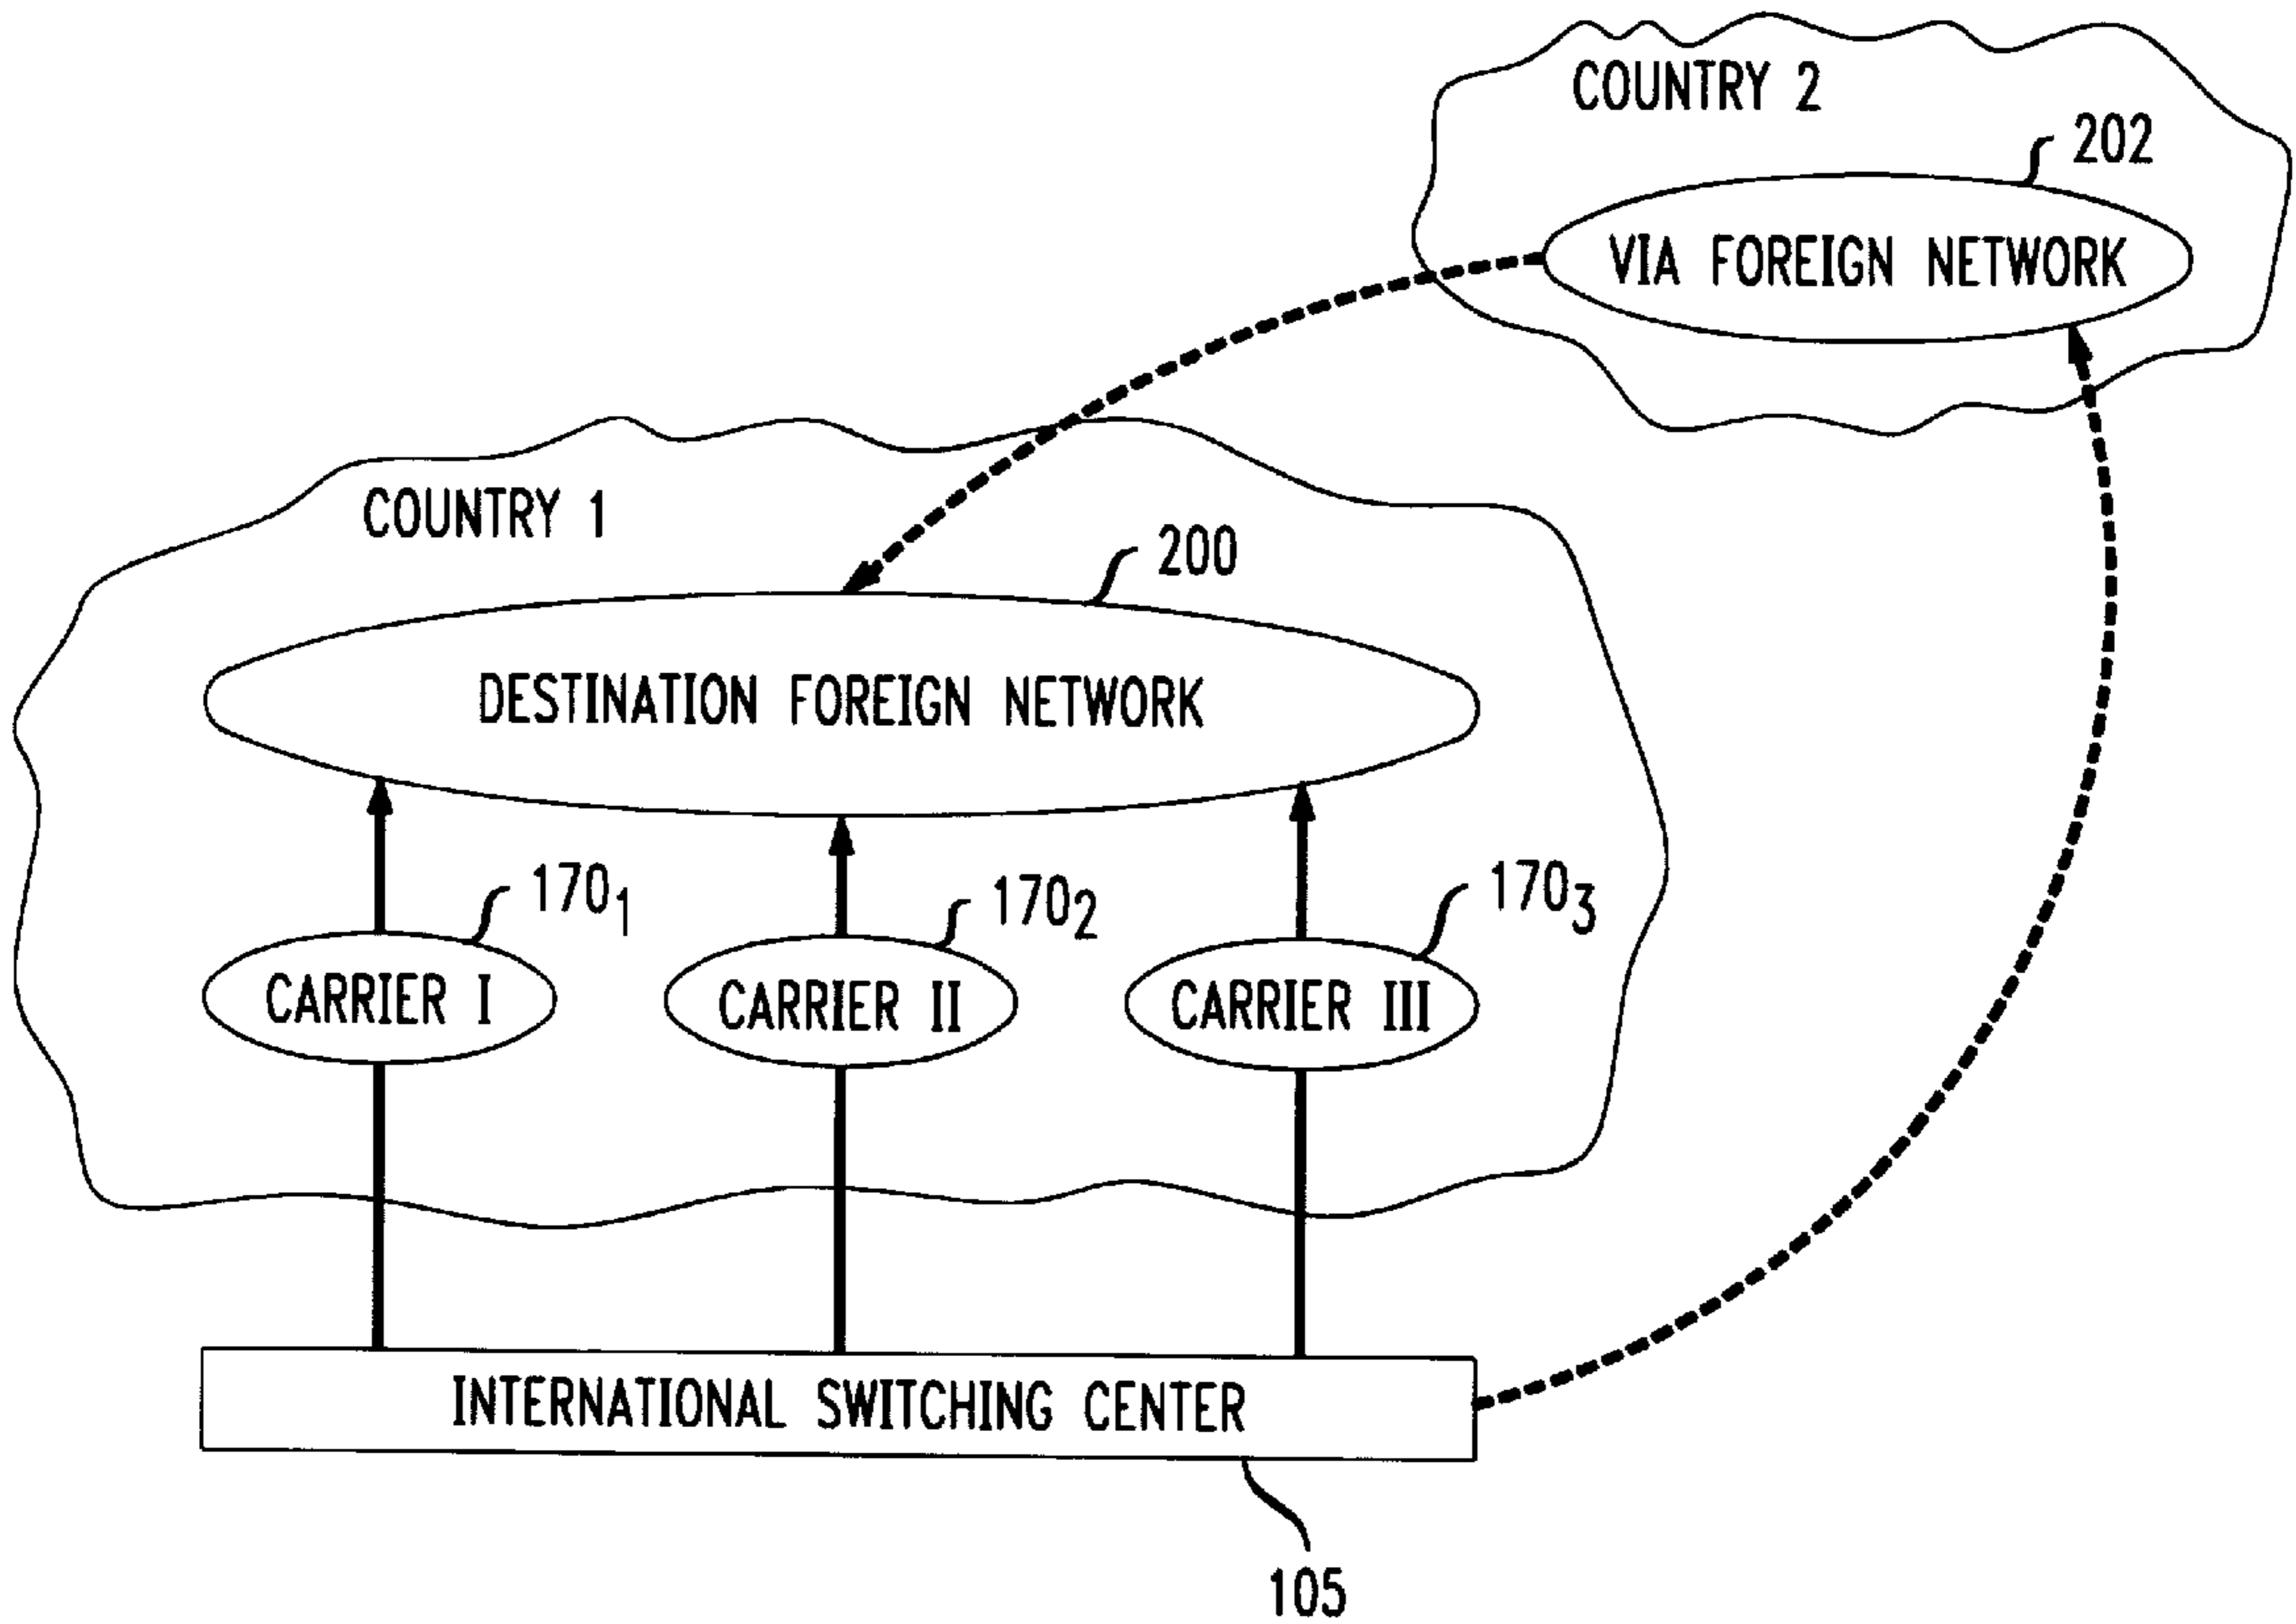 COUNTRY 2
202
VIA FOREIGN NETWORK
COUNTRY 1
200
DESTINATION FOREIGN NETWORK
170₁
170₂
170₃
CARRIER I
CARRIER II
CARRIER III
INTERNATIONAL SWITCHING CENTER
105